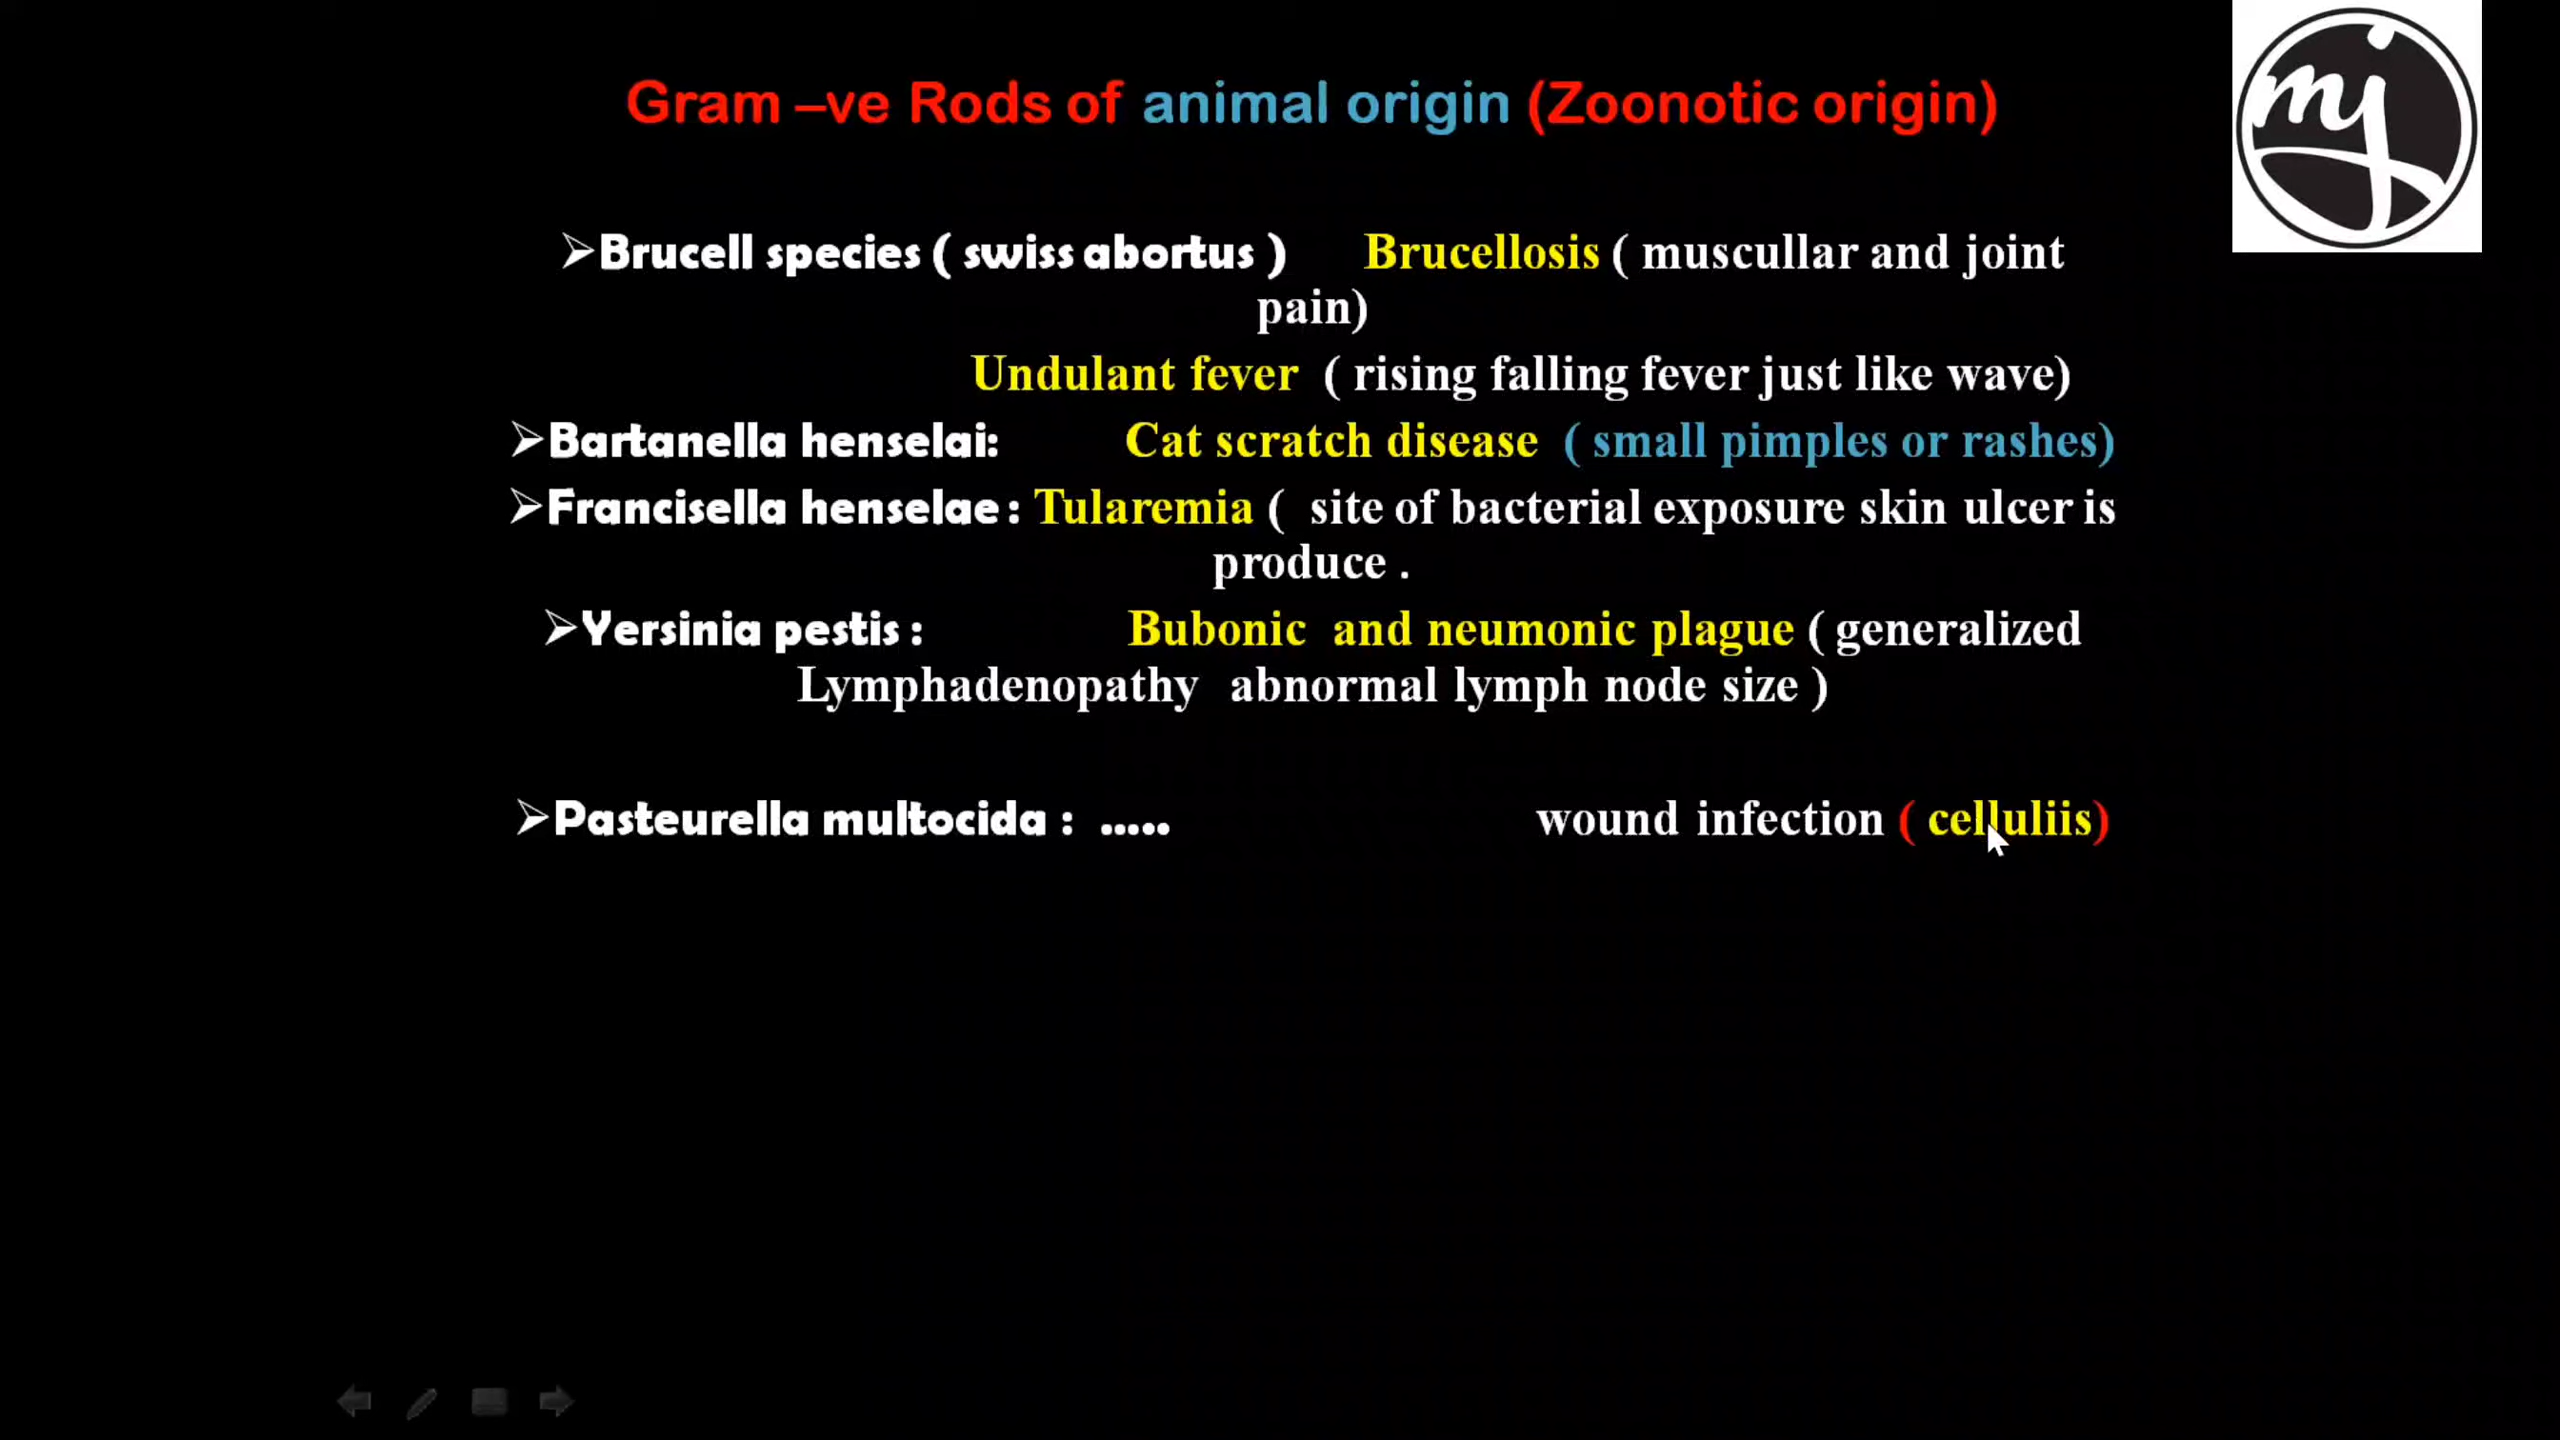 Gram –ve Rods of animal origin (Zoonotic origin)
mj
➢Brucell species ( swiss abortus ) Brucellosis ( muscullar and joint
pain)
Undulant fever ( rising falling fever just like wave)
➢Bartanella henselai: Cat scratch disease ( small pimples or rashes)
➢Francisella henselae : Tularemia ( site of bacterial exposure skin ulcer is
produce .
➢Yersinia pestis : Bubonic and neumonic plague ( generalized
Lymphadenopathy abnormal lymph node size )
➢Pasteurella multocida : ..... wound infection ( celluliis)